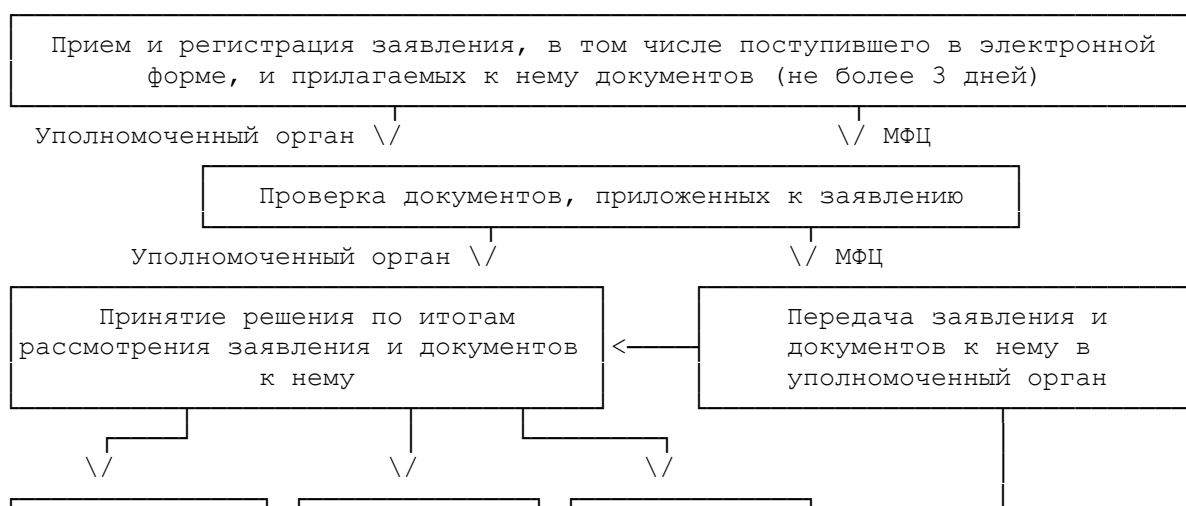 Прием и регистрация заявления, в том числе поступившего в электронной
форме, и прилагаемых к нему документов (не более 3 дней)
Уполномоченный орган \/ \/ МФЦ
Проверка документов, приложенных к заявлению
Уполномоченный орган \/ \/ МФЦ
Принятие решения по итогам
рассмотрения заявления и документов
к нему
Передача заявления и
документов к нему в
уполномоченный орган
\/ \/ \/